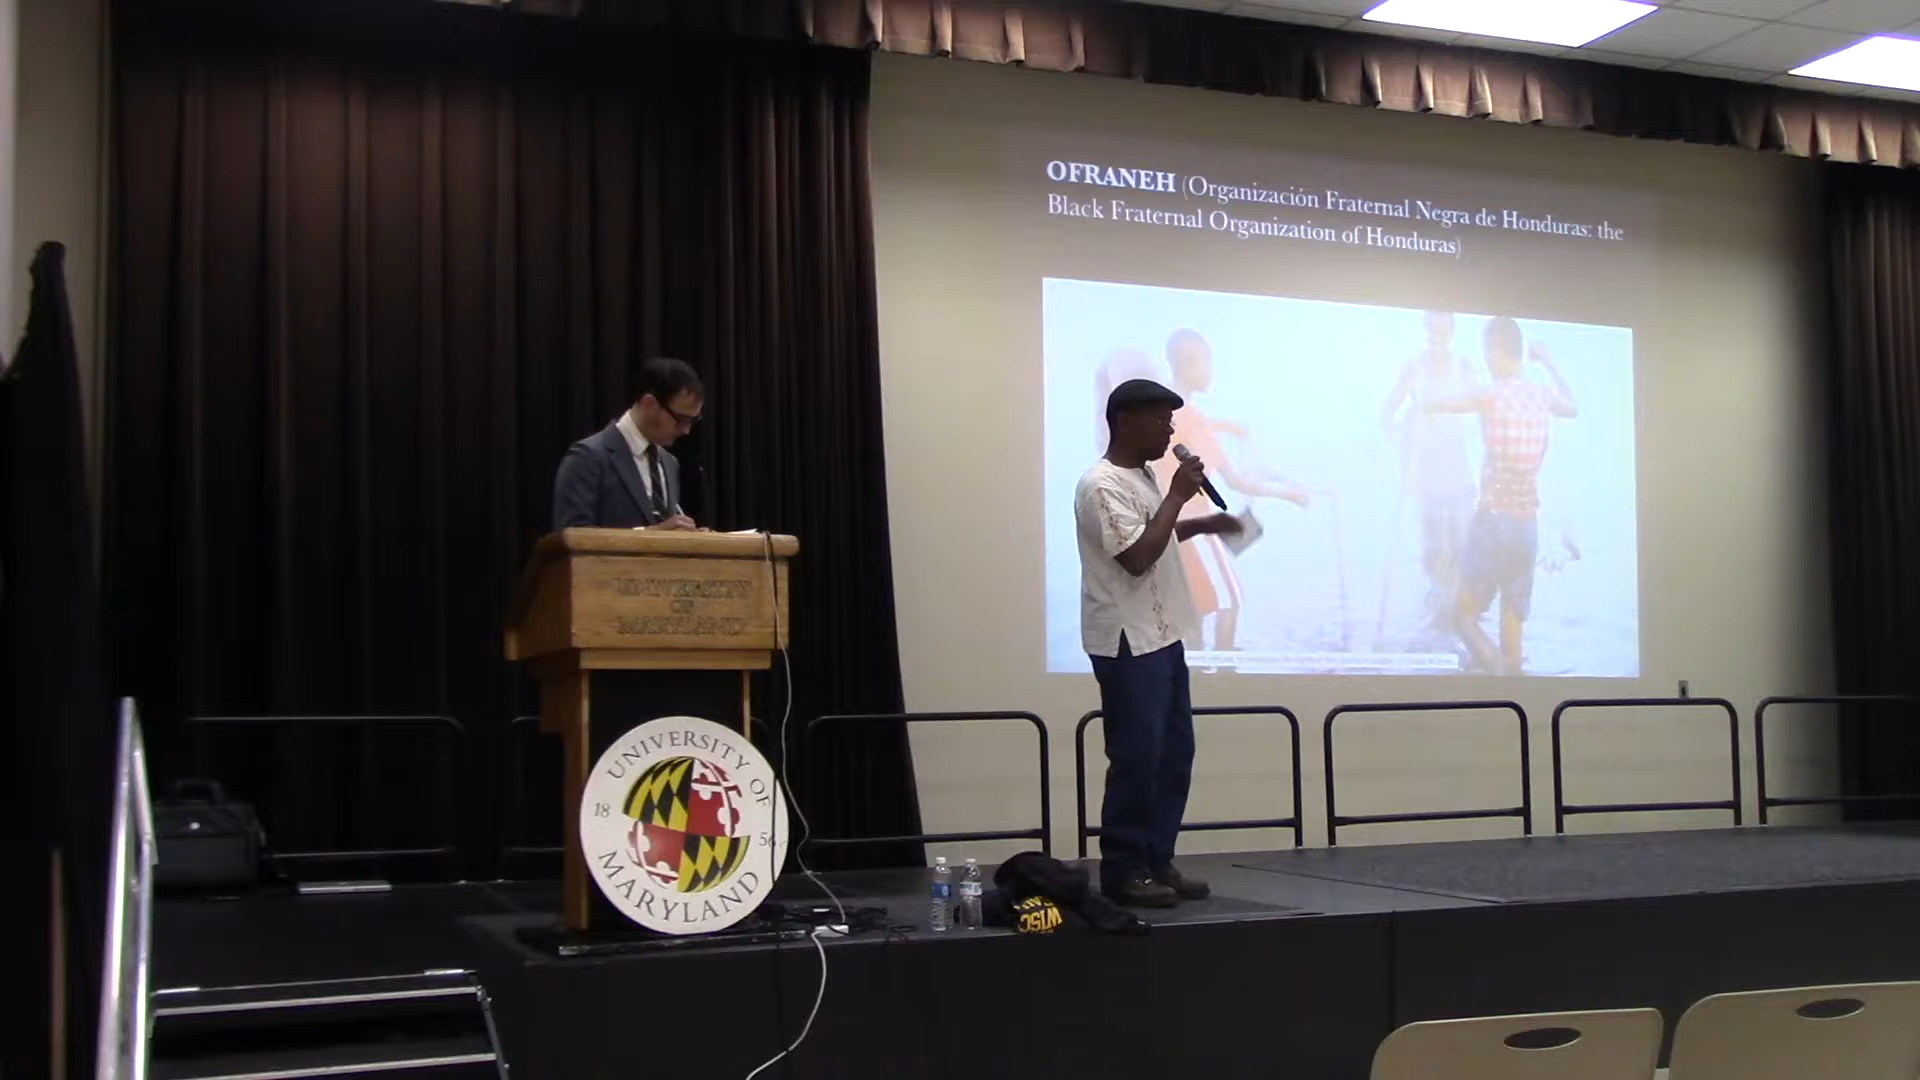 OFRANEH (Organización Fraternal Negra de Honduras: the
Black Fraternal Organization of Honduras)
UNIVERSITY
OF
MARYLAND
UNIVERSITY OF
18 56
MARYLAND
WISC